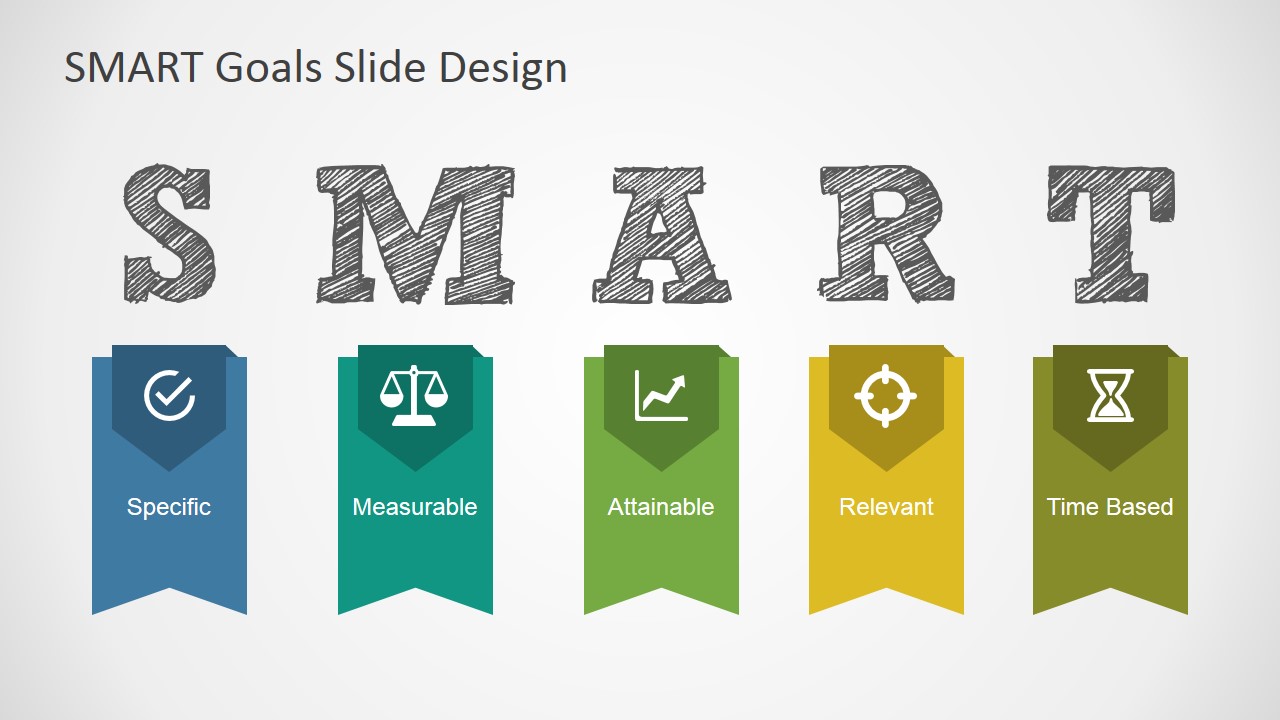 SMART Goals Slide Design
S M A R T
Specific Measurable Attainable Relevant Time Based